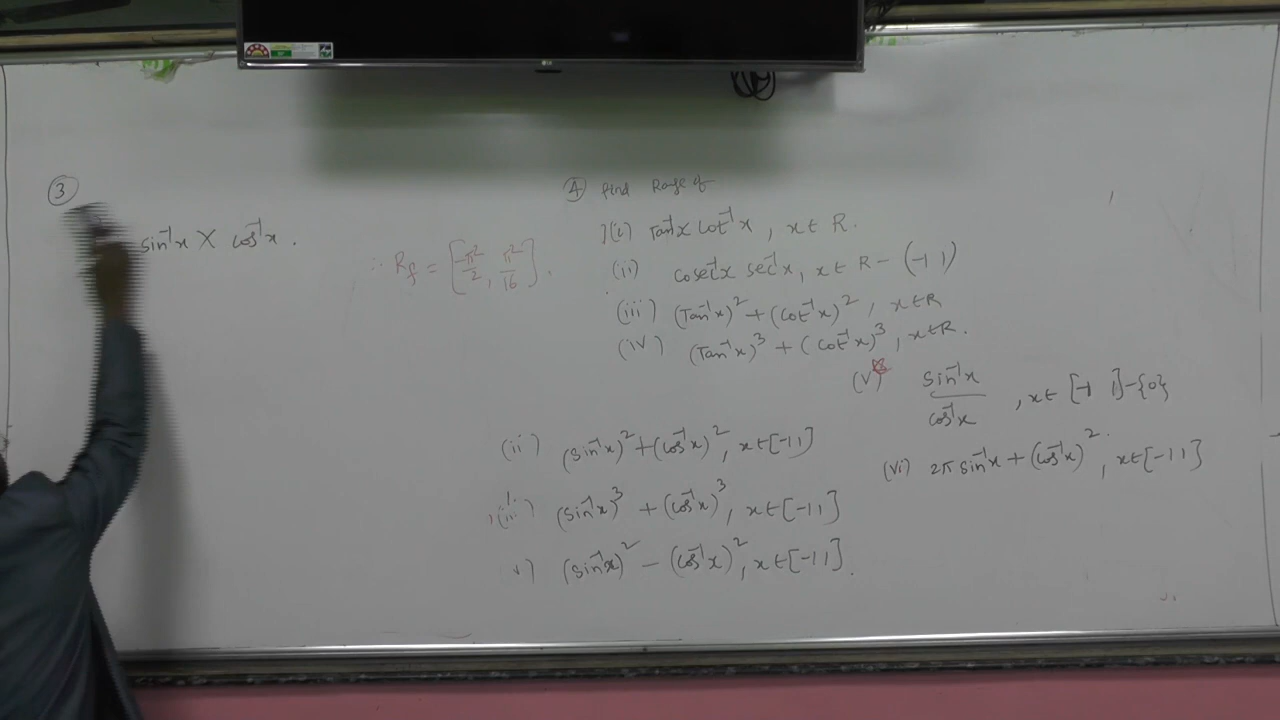 ③
sin⁻¹x × cos⁻¹x .
∴ R_f = [-π²/2, π²/16] .
④ find Range of
(i) Tan⁻¹x cot⁻¹x , x ∈ R .
(ii) cosec⁻¹x sec⁻¹x , x ∈ R − (-1 1)
(iii) (Tan⁻¹x)² + (cot⁻¹x)² , x ∈ R
(iv) (Tan⁻¹x)³ + (cot⁻¹x)³ , x ∈ R .
(v) sin⁻¹x / cos⁻¹x , x ∈ [-1 1] − {0}
(vi) 2π sin⁻¹x + (cos⁻¹x)² , x ∈ [-1 1]
(ii) (sin⁻¹x)² + (cos⁻¹x)² , x ∈ [-1 1]
(iii) (sin⁻¹x)³ + (cos⁻¹x)³ , x ∈ [-1 1]
v) (sin⁻¹x)² − (cos⁻¹x)² , x ∈ [-1 1] .
LG